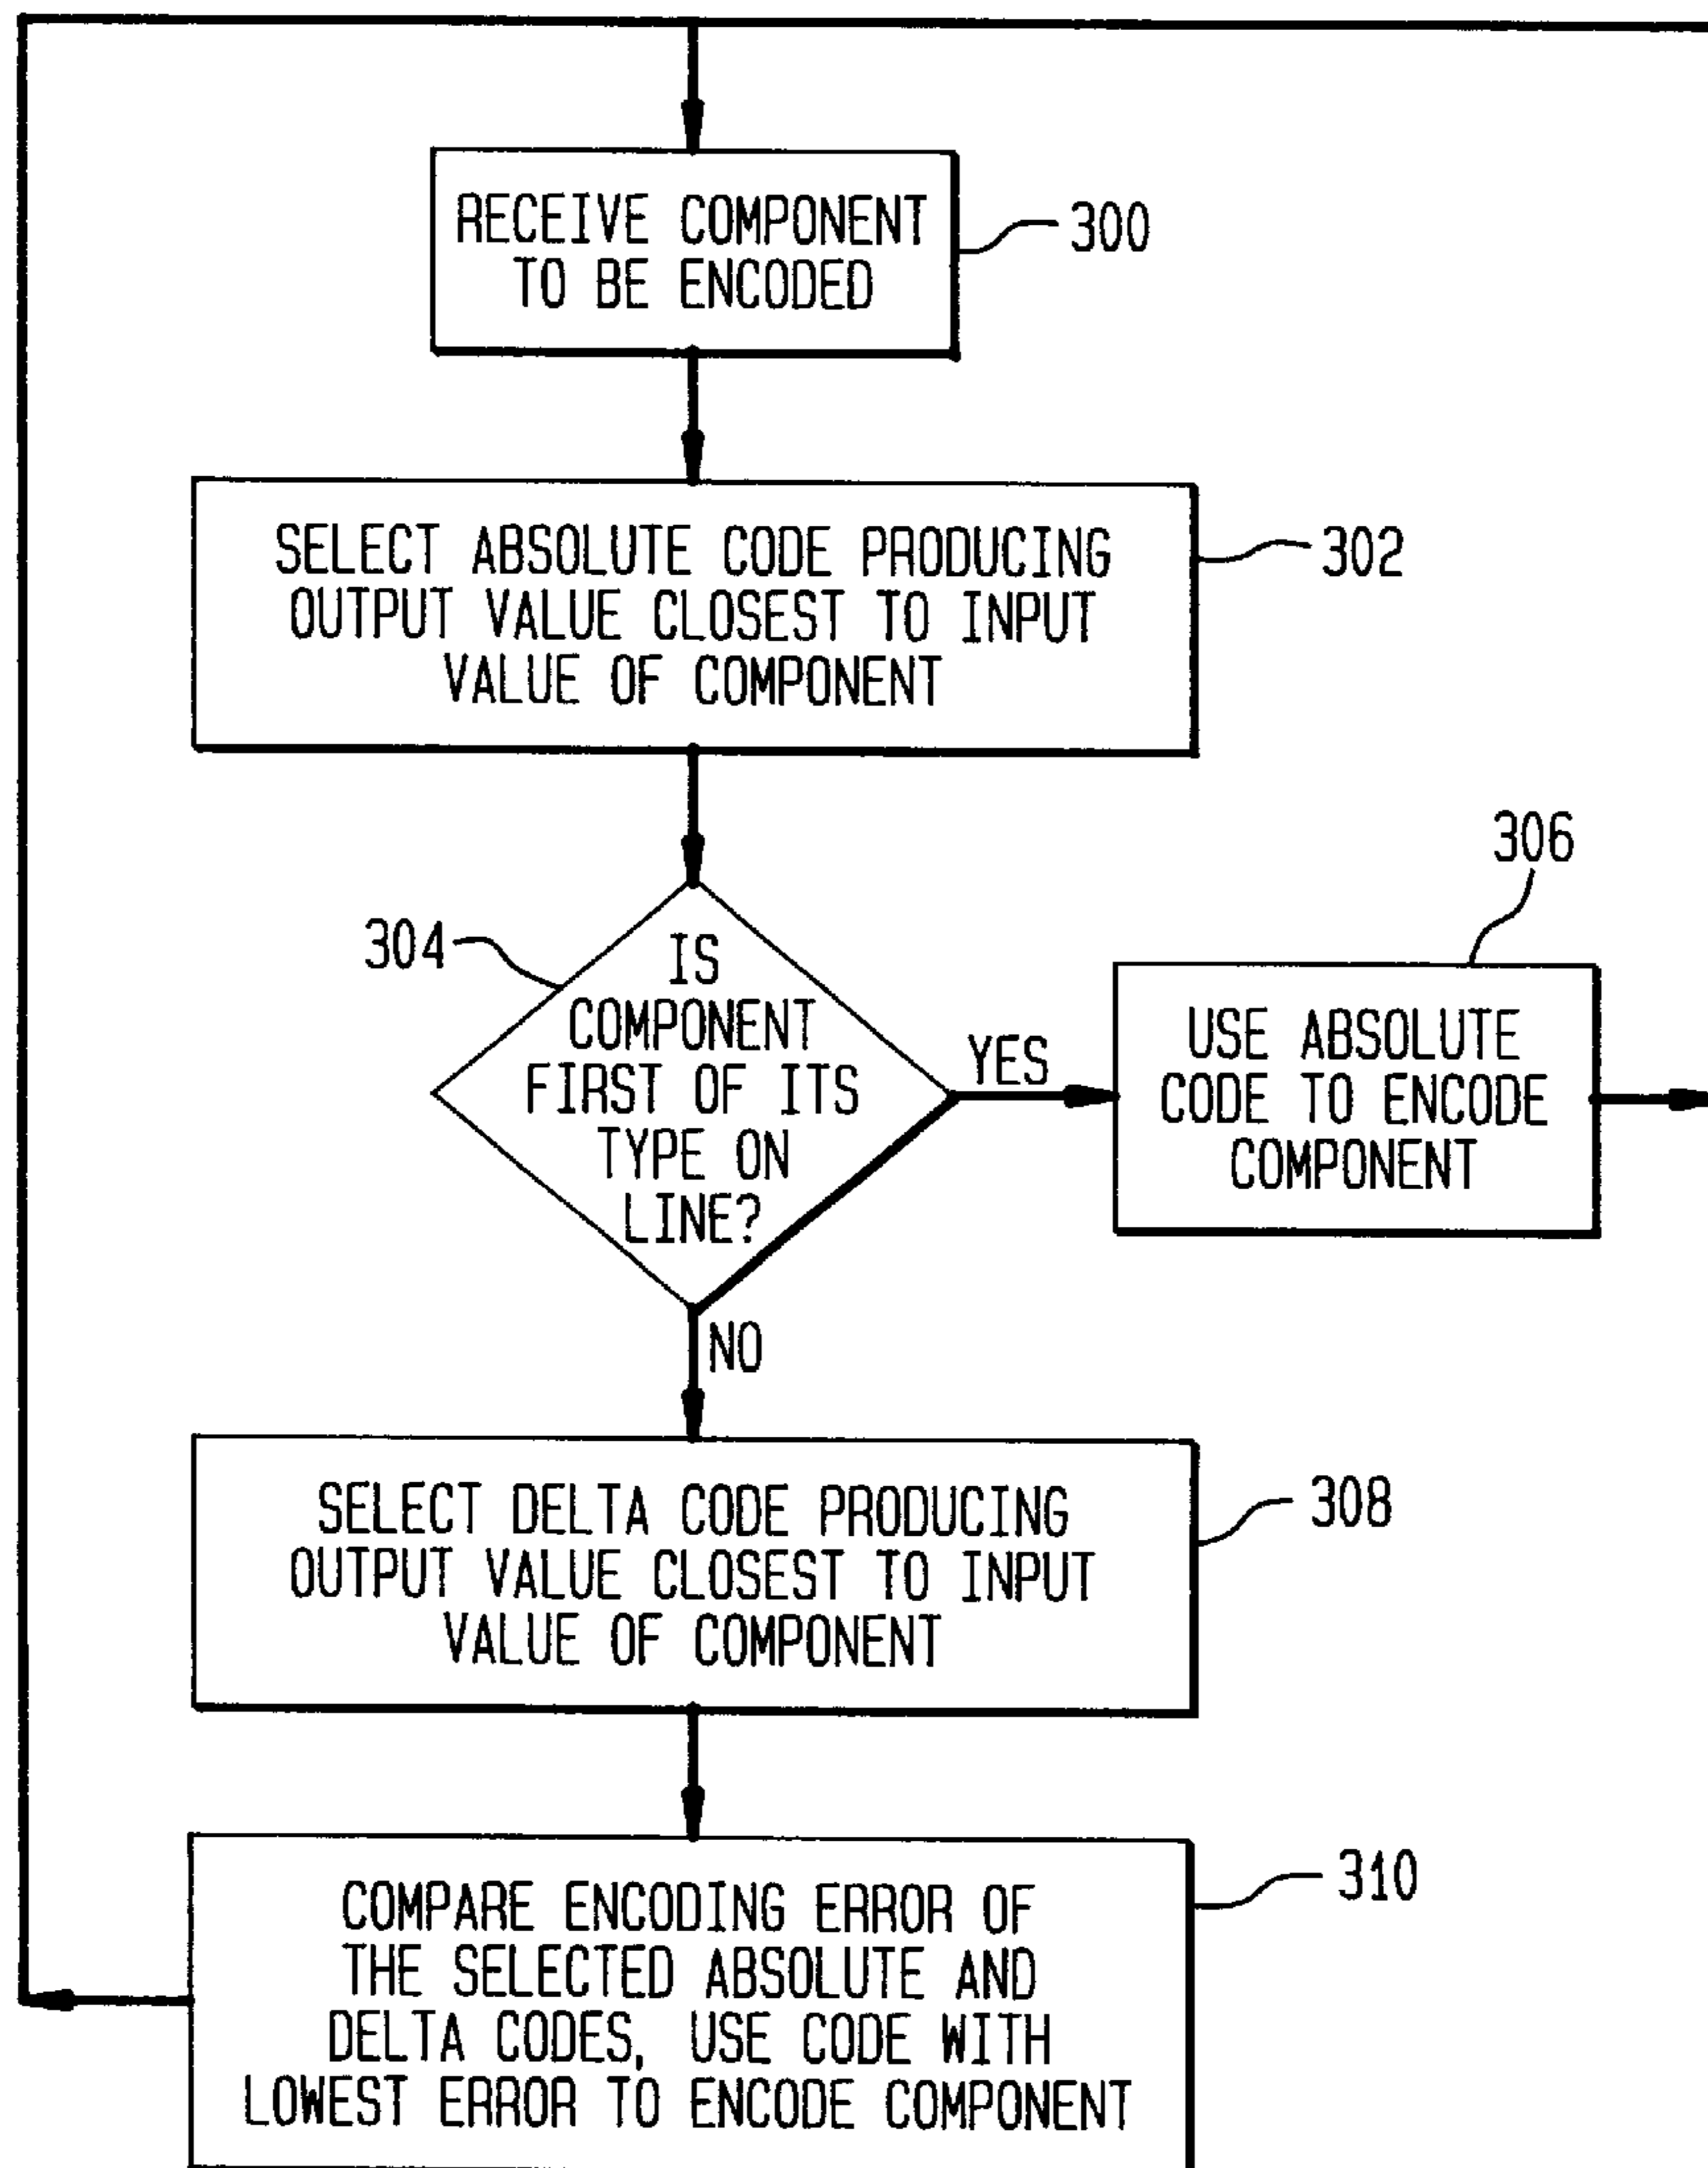 RECEIVE COMPONENT
TO BE ENCODED
300
SELECT ABSOLUTE CODE PRODUCING
OUTPUT VALUE CLOSEST TO INPUT
VALUE OF COMPONENT
302
304
IS
COMPONENT
FIRST OF ITS
TYPE ON
LINE?
YES
306
USE ABSOLUTE
CODE TO ENCODE
COMPONENT
NO
SELECT DELTA CODE PRODUCING
OUTPUT VALUE CLOSEST TO INPUT
VALUE OF COMPONENT
308
COMPARE ENCODING ERROR OF
THE SELECTED ABSOLUTE AND
DELTA CODES, USE CODE WITH
LOWEST ERROR TO ENCODE COMPONENT
310